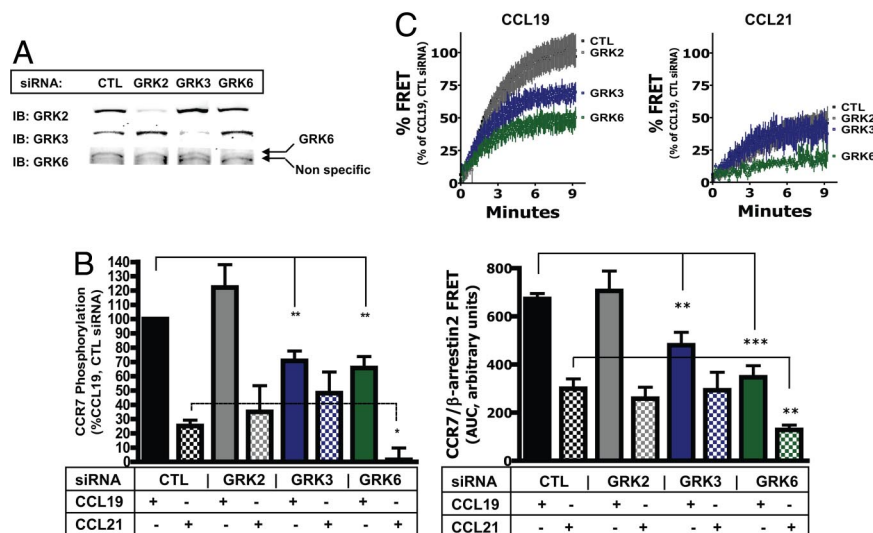 A
siRNA: CTL GRK2 GRK3 GRK6
IB: GRK2
IB: GRK3
IB: GRK6
GRK6
Non specific
C
CCL19
% FRET
(% of CCL19, CTL siRNA)
100
75
50
25
0
0 3 6 9
Minutes
CTL
GRK2
GRK3
GRK6
CCL21
% FRET
(% of CCL19, CTL siRNA)
100
75
50
25
0
0 3 6 9
Minutes
CTL
GRK2
GRK3
GRK6
B
CCR7 Phosphorylation
(%CCL19, CTL siRNA)
140
130
120
110
100
90
80
70
60
50
40
30
20
10
0
**
**
*
siRNA CTL | GRK2 | GRK3 | GRK6
CCL19 + - + - + - + -
CCL21 - + - + - + - +
CCR7/β-arrestin2 FRET
(AUC, arbitrary units)
800
600
400
200
0
**
***
**
siRNA CTL | GRK2 | GRK3 | GRK6
CCL19 + - + - + - + -
CCL21 - + - + - + - +